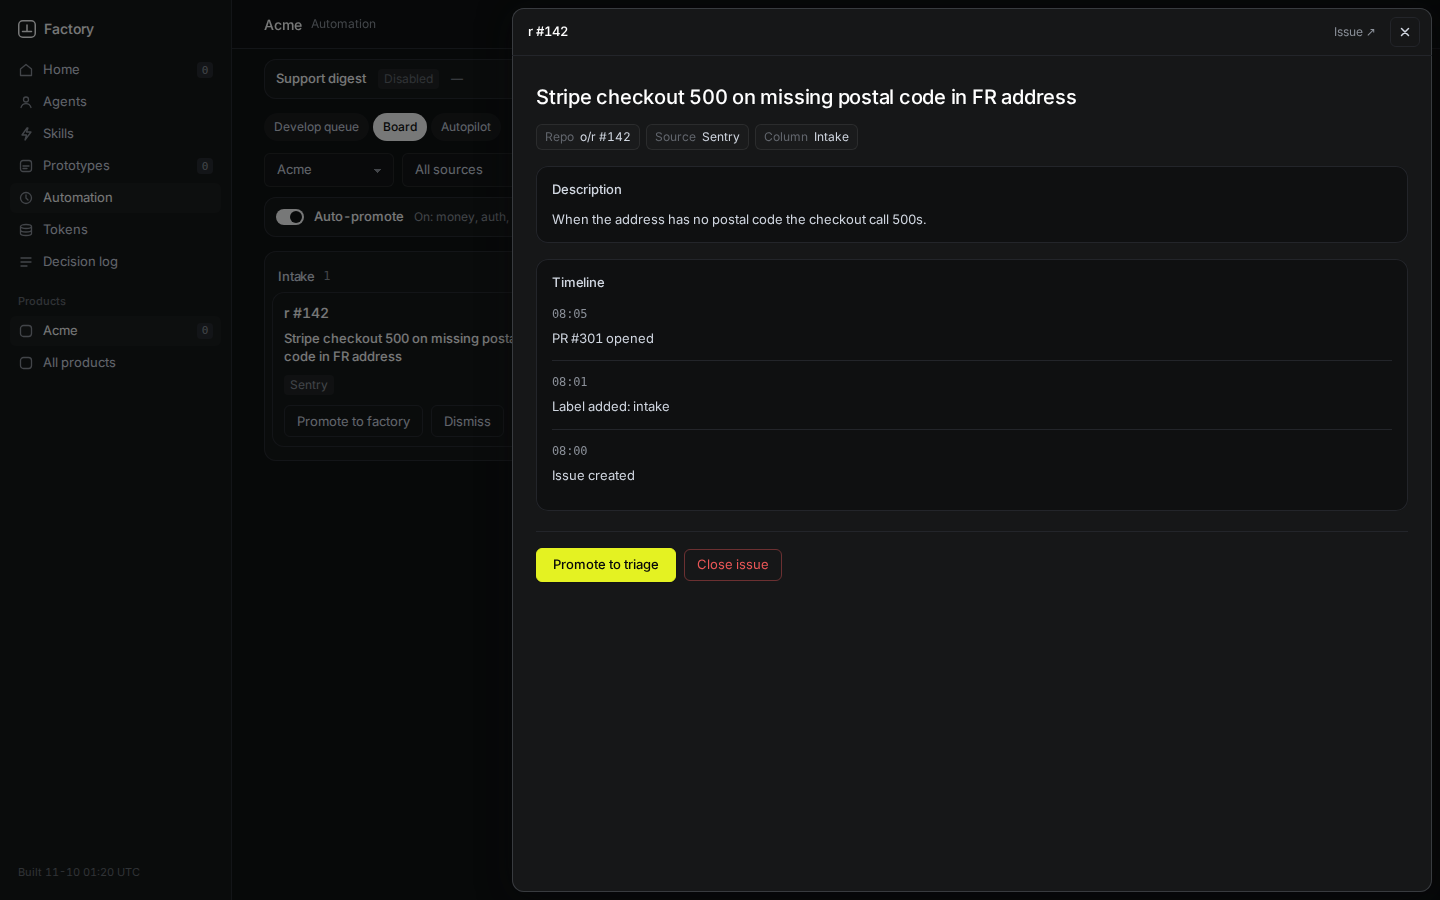 Factory
Home 0
Agents
Skills
Prototypes 0
Automation
Tokens
Decision log
Products
Acme 0
All products
Built 11-10 01:20 UTC
Acme Automation
Support digest Disabled —
Develop queue Board Autopilot
Acme All sources
Auto-promote On: money, auth,
Intake 1
r #142
Stripe checkout 500 on missing posta
code in FR address
Sentry
Promote to factory Dismiss
r #142 Issue ↗ ✕
Stripe checkout 500 on missing postal code in FR address
Repo o/r #142 Source Sentry Column Intake
Description
When the address has no postal code the checkout call 500s.
Timeline
08:05
PR #301 opened
08:01
Label added: intake
08:00
Issue created
Promote to triage Close issue